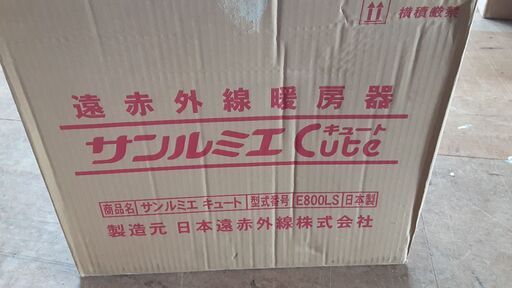 横積厳禁
遠赤外線暖房器
サンルミエ Cute キュート
商品名 サンルミエ キュート 型式番号 E800LS 日本製
製造元 日本遠赤外線株式会社